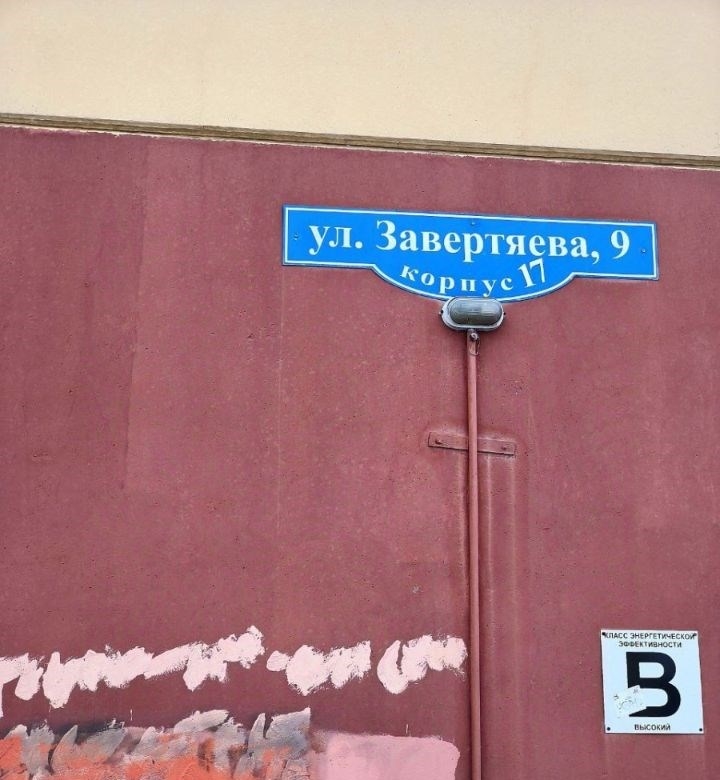 ул. Завертяева, 9
корпус 17
КЛАСС ЭНЕРГЕТИЧЕСКОЙ
ЭФФЕКТИВНОСТИ
B
ВЫСОКИЙ